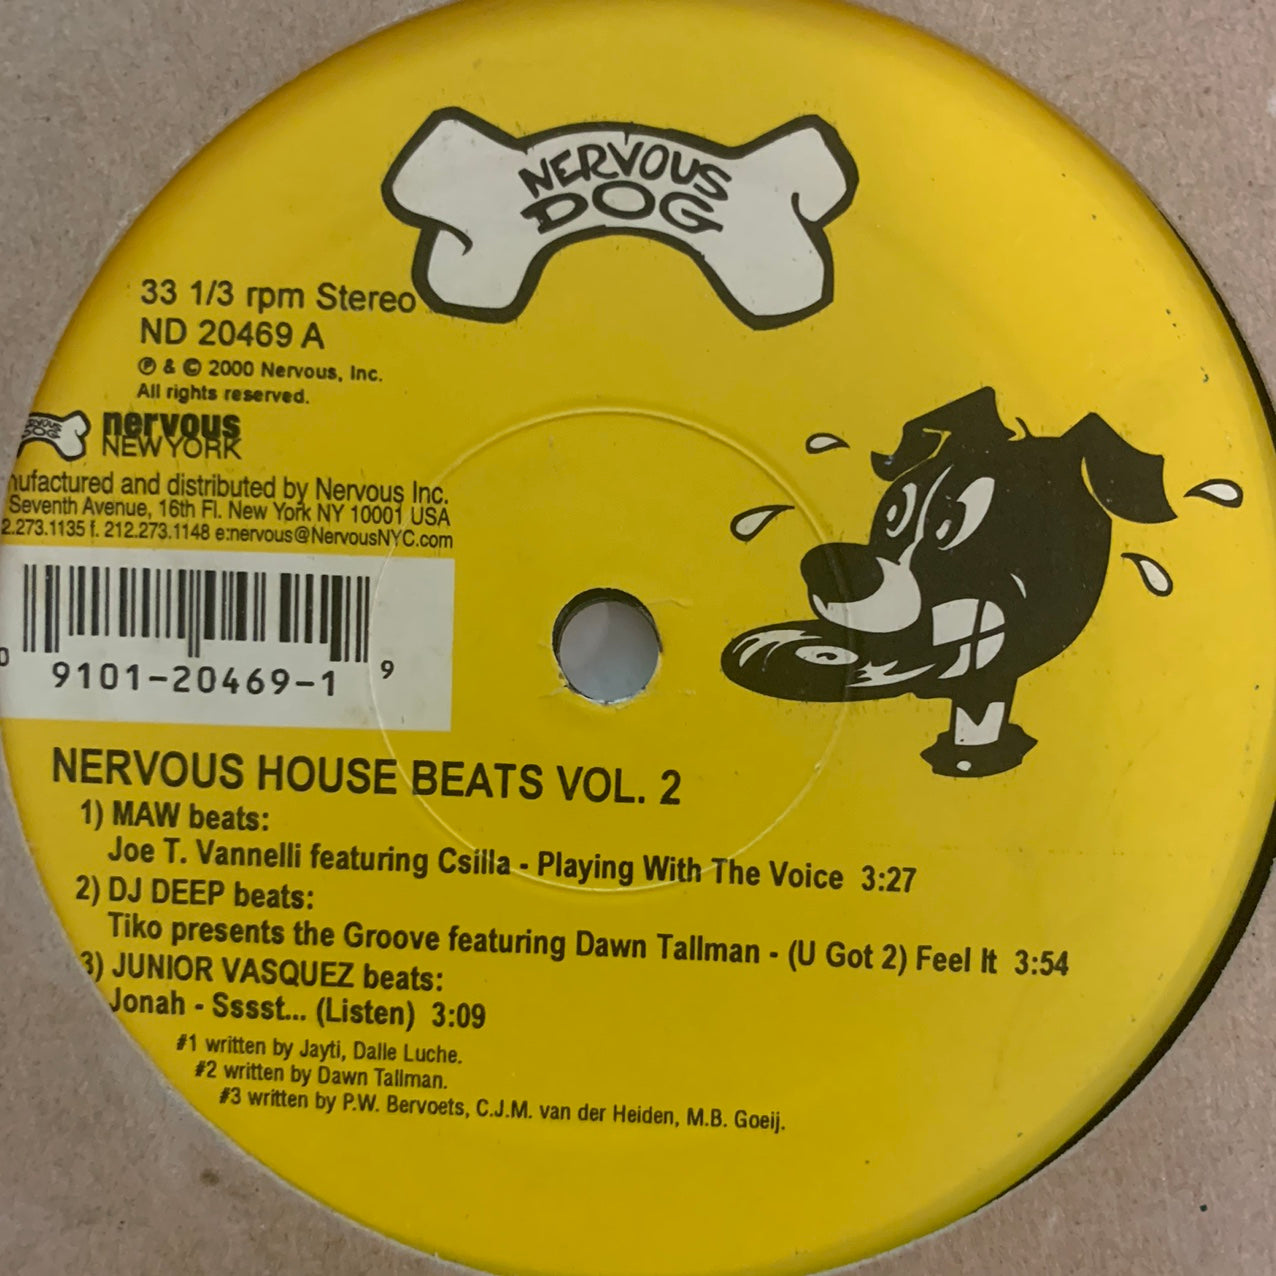 NERVOUS
DOG
33 1/3 rpm Stereo
ND 20469 A
℗ & © 2000 Nervous, Inc.
All rights reserved.
NERVOUS
DOG
nervous
NEW YORK
nufactured and distributed by Nervous Inc.
Seventh Avenue, 16th Fl. New York NY 10001 USA
2.273.1135 f. 212.273.1148 e:nervous@NervousNYC.com
0 9101-20469-1 9
NERVOUS HOUSE BEATS VOL. 2
1) MAW beats:
Joe T. Vannelli featuring Csilla - Playing With The Voice 3:27
2) DJ DEEP beats:
Tiko presents the Groove featuring Dawn Tallman - (U Got 2) Feel It 3:54
3) JUNIOR VASQUEZ beats:
Jonah - Sssst... (Listen) 3:09
#1 written by Jayti, Dalle Luche.
#2 written by Dawn Tallman.
#3 written by P.W. Bervoets, C.J.M. van der Heiden, M.B. Goeij.